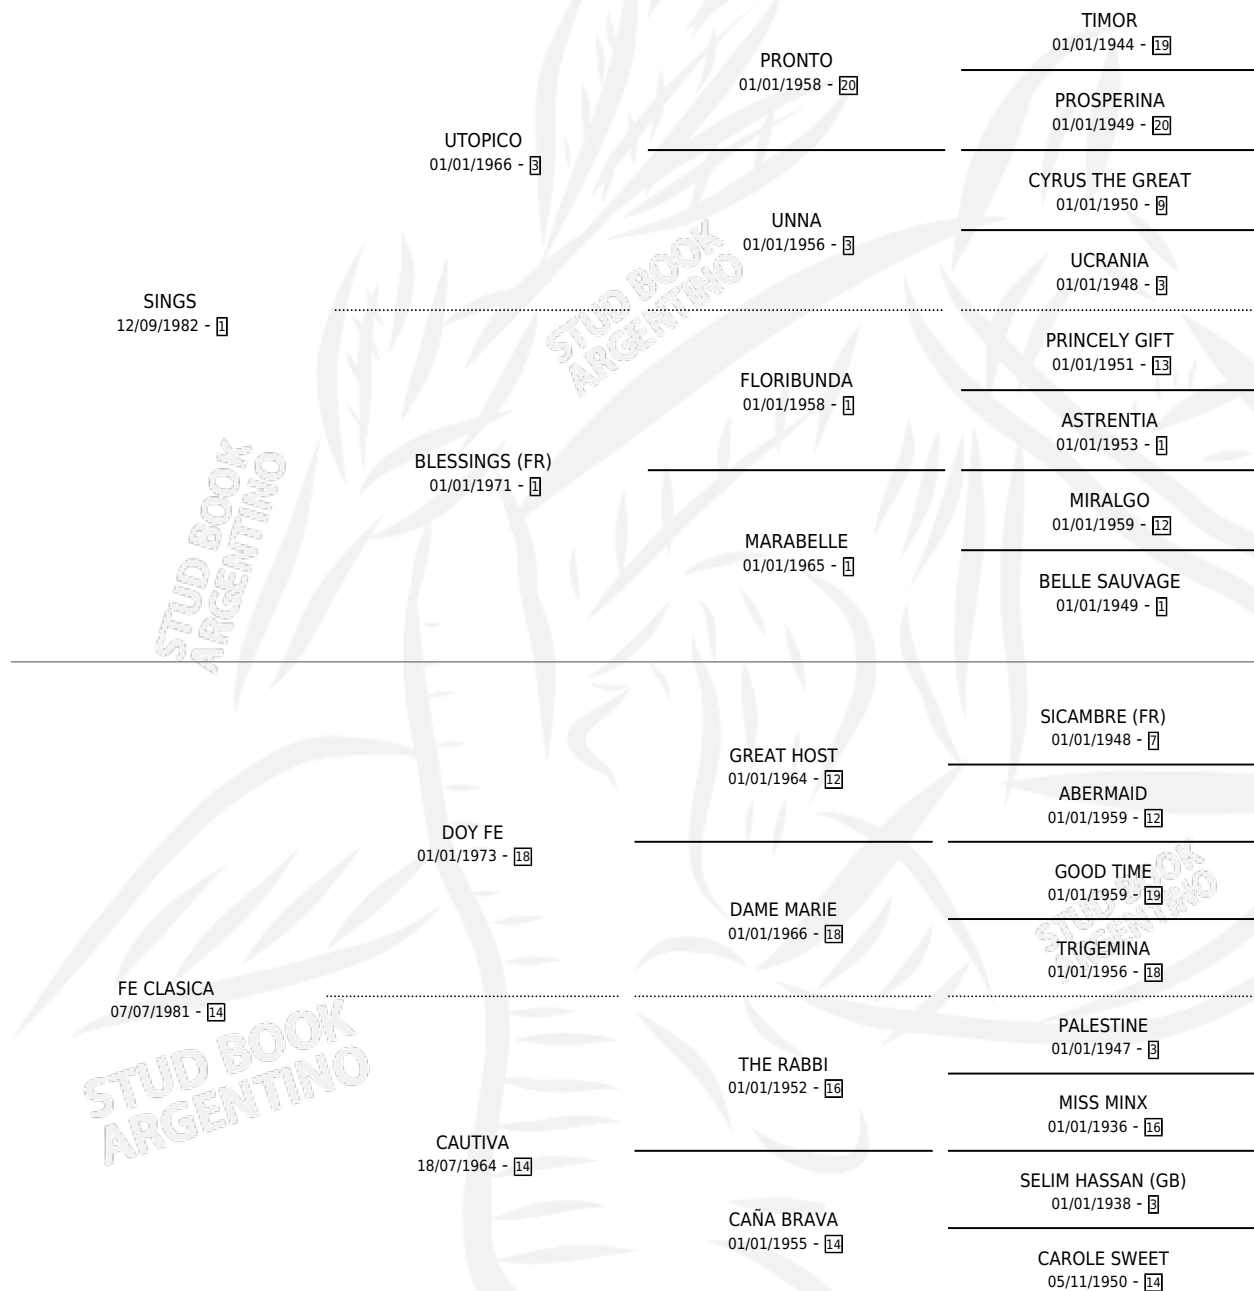 TIMOR
01/01/1944 - 19
PRONTO
01/01/1958 - 20
PROSPERINA
01/01/1949 - 20
UTOPICO
01/01/1966 - 3
CYRUS THE GREAT
01/01/1950 - 9
UNNA
01/01/1956 - 3
UCRANIA
01/01/1948 - 3
SINGS
12/09/1982 - 1
PRINCELY GIFT
01/01/1951 - 13
FLORIBUNDA
01/01/1958 - 1
ASTRENTIA
01/01/1953 - 1
BLESSINGS (FR)
01/01/1971 - 1
MIRALGO
01/01/1959 - 12
MARABELLE
01/01/1965 - 1
BELLE SAUVAGE
01/01/1949 - 1
SICAMBRE (FR)
01/01/1948 - 7
GREAT HOST
01/01/1964 - 12
ABERMAID
01/01/1959 - 12
DOY FE
01/01/1973 - 18
GOOD TIME
01/01/1959 - 19
DAME MARIE
01/01/1966 - 18
TRIGEMINA
01/01/1956 - 18
FE CLASICA
07/07/1981 - 14
PALESTINE
01/01/1947 - 3
THE RABBI
01/01/1952 - 16
MISS MINX
01/01/1936 - 16
CAUTIVA
18/07/1964 - 14
SELIM HASSAN (GB)
01/01/1938 - 3
CAÑA BRAVA
01/01/1955 - 14
CAROLE SWEET
05/11/1950 - 14
STUD BOOK
ARGENTINO
STUD BOOK
ARGENTINO
STUD BOOK
ARGENTINO
STUD BOOK
ARGENTINO